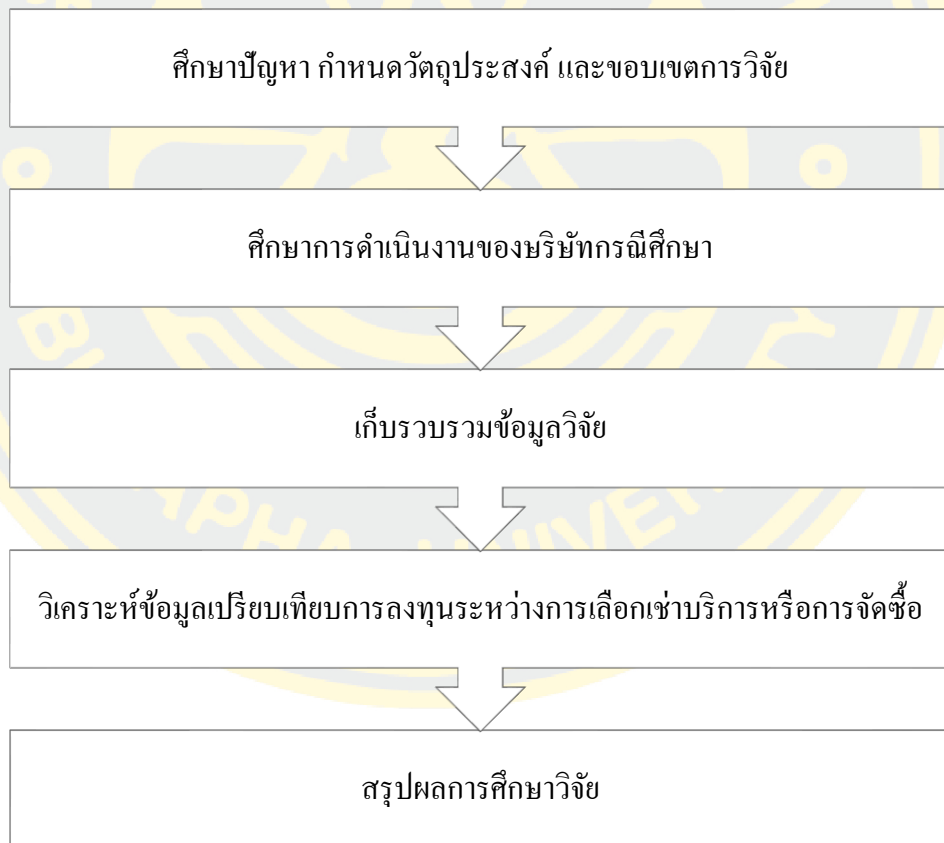 ศึกษาปัญหา กำหนดวัตถุประสงค์ และขอบเขตการวิจัย
ศึกษาการดำเนินงานของบริษัทกรณีศึกษา
เก็บรวบรวมข้อมูลวิจัย
วิเคราะห์ข้อมูลเปรียบเทียบการลงทุนระหว่างการเลือกเช่าบริการหรือการจัดซื้อ
สรุปผลการศึกษาวิจัย